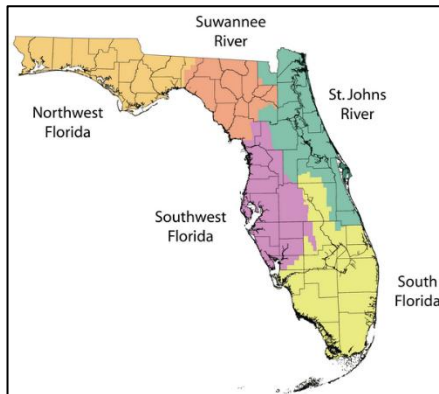 Suwannee
River
St. Johns
River
Northwest
Florida
Southwest
Florida
South
Florida